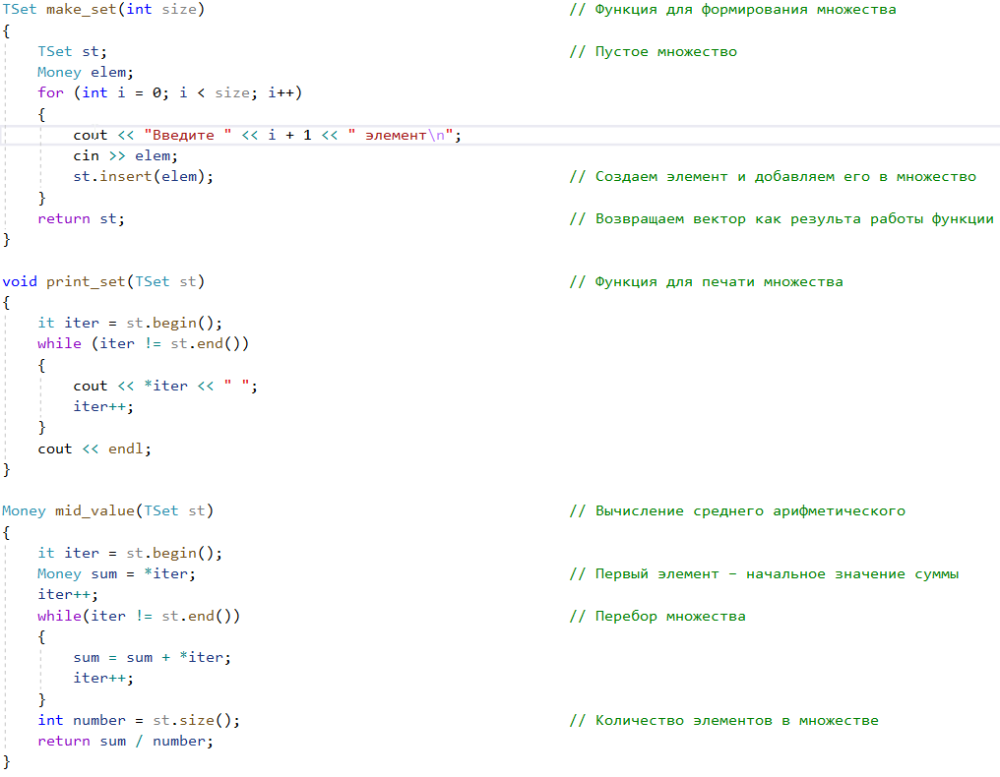 TSet make_set(int size) // Функция для формирования множества
{
TSet st; // Пустое множество
Money elem;
for (int i = 0; i < size; i++)
{
cout << "Введите " << i + 1 << " элемент\n";
cin >> elem;
st.insert(elem); // Создаем элемент и добавляем его в множество
}
return st; // Возвращаем вектор как результа работы функции
}
void print_set(TSet st) // Функция для печати множества
{
it iter = st.begin();
while (iter != st.end())
{
cout << *iter << " ";
iter++;
}
cout << endl;
}
Money mid_value(TSet st) // Вычисление среднего арифметического
{
it iter = st.begin();
Money sum = *iter; // Первый элемент – начальное значение суммы
iter++;
while(iter != st.end()) // Перебор множества
{
sum = sum + *iter;
iter++;
}
int number = st.size(); // Количество элементов в множестве
return sum / number;
}